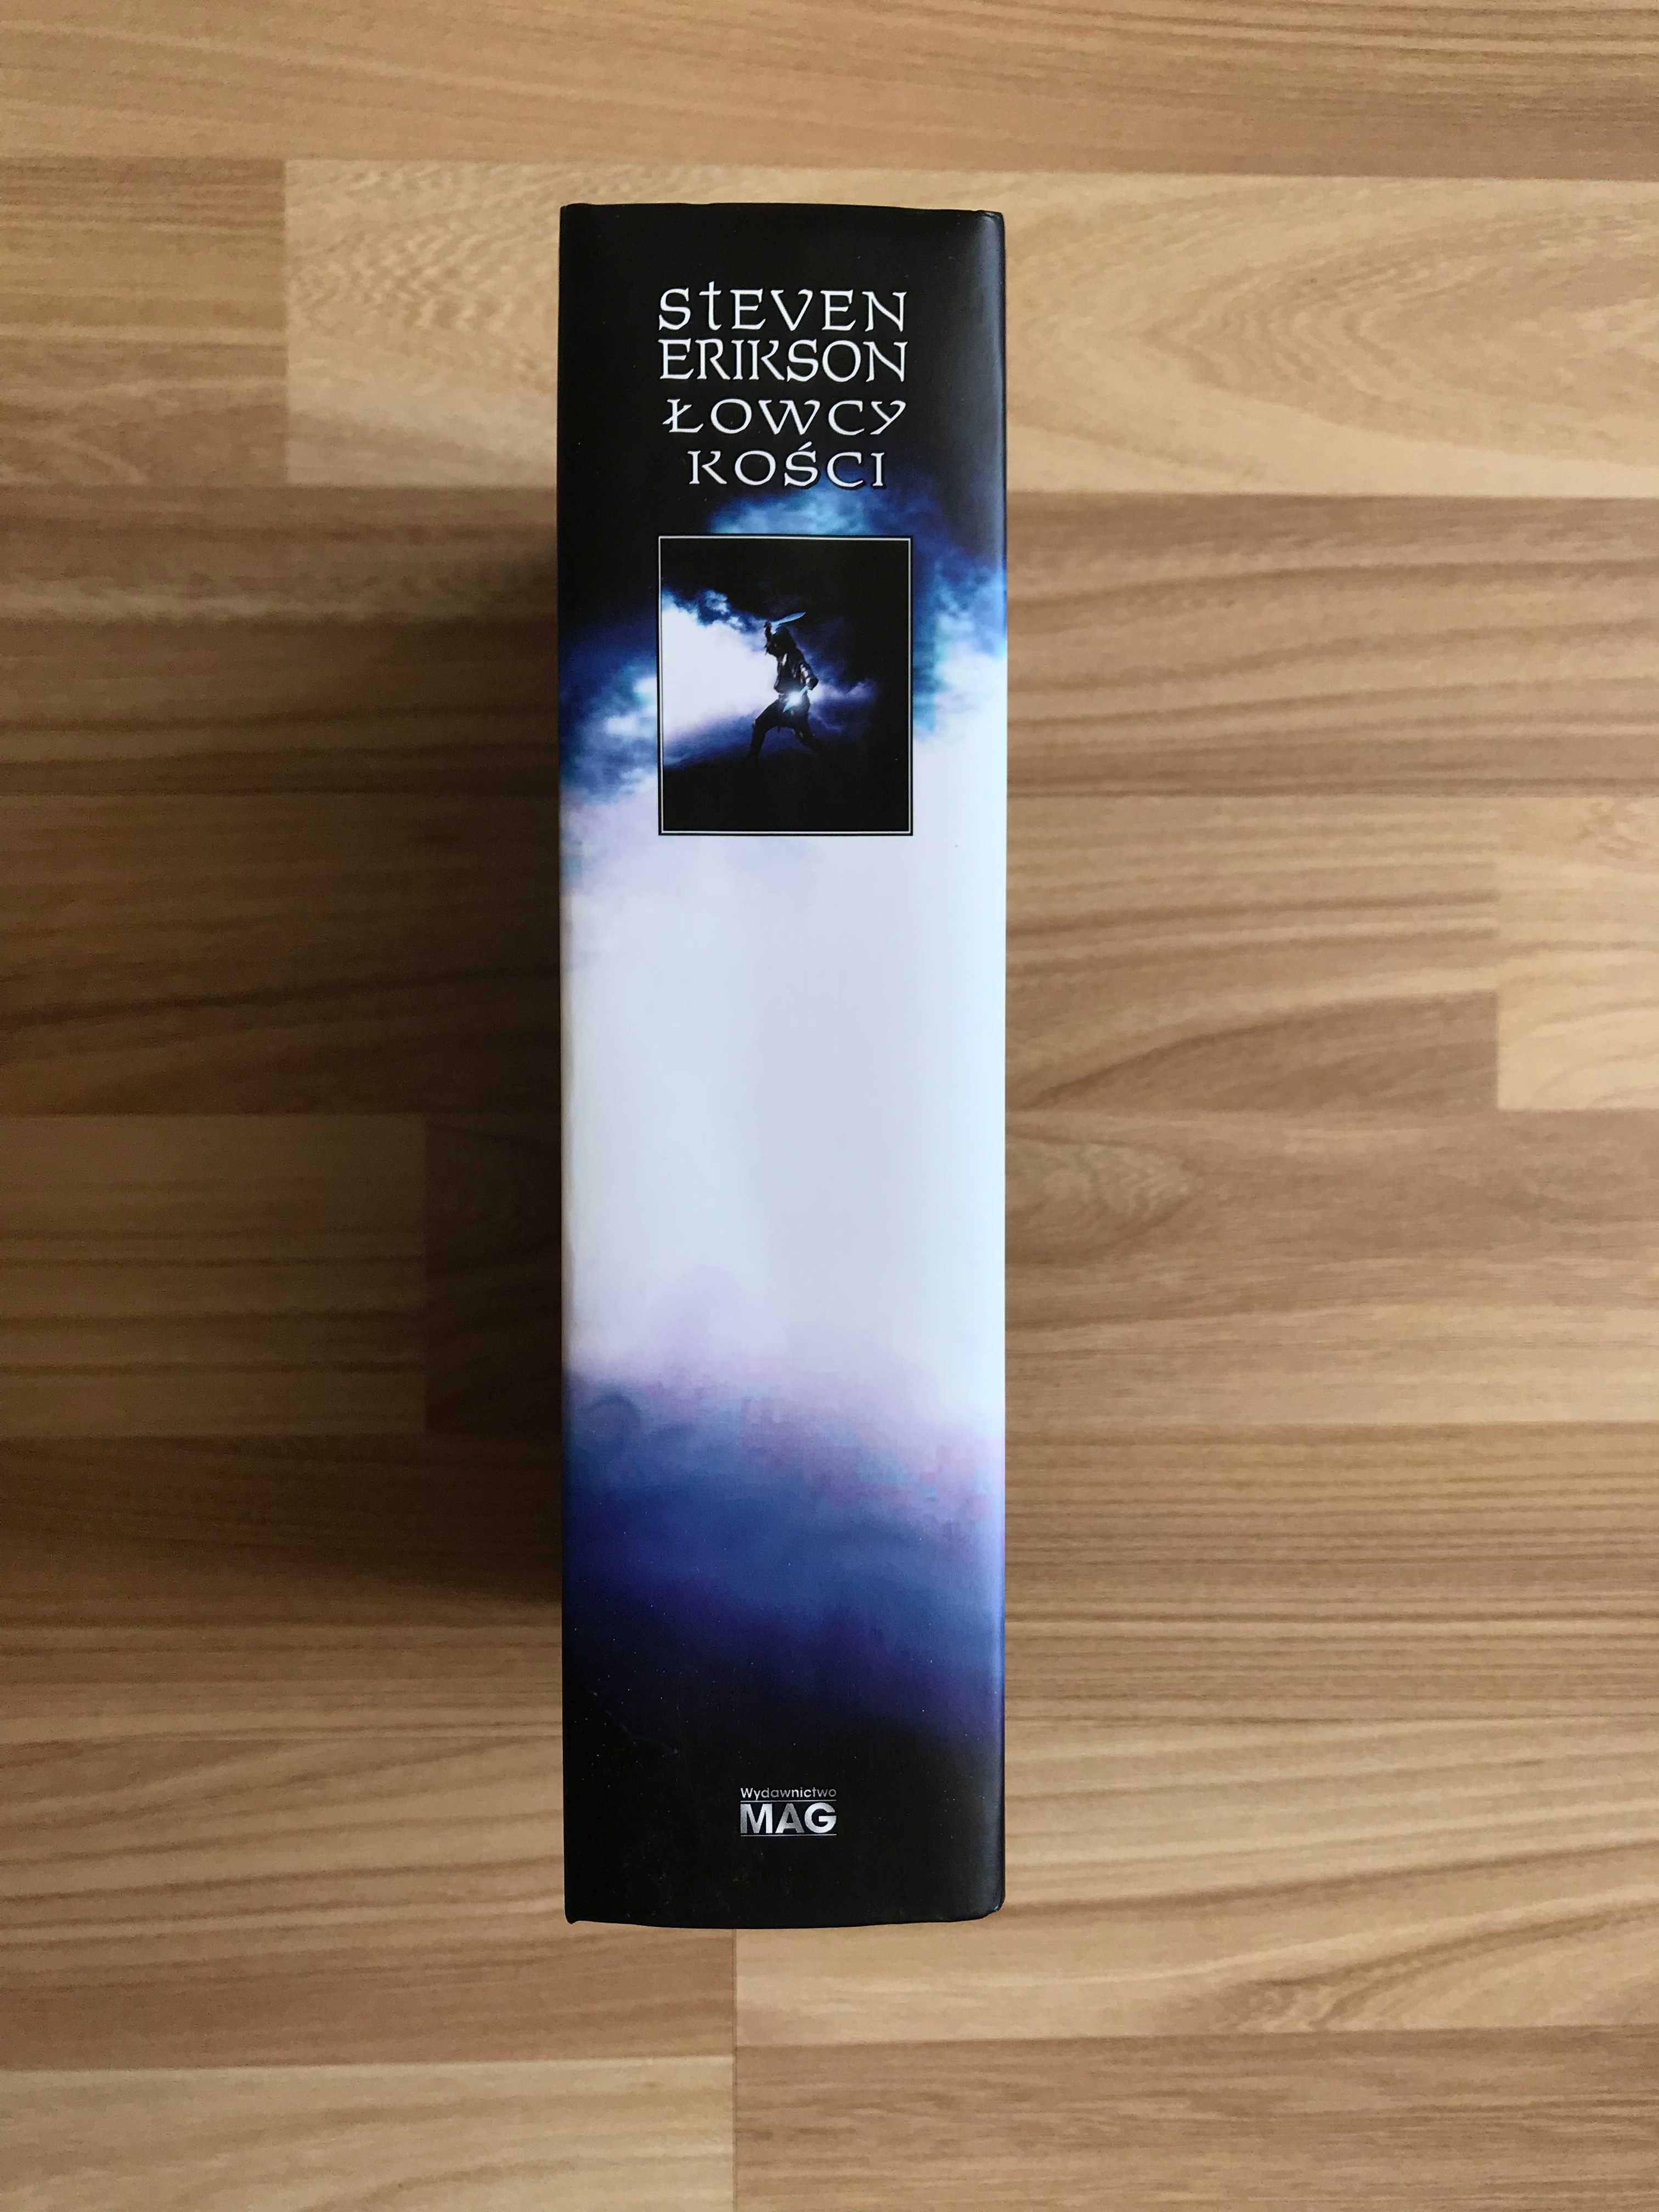 STEVEN
ERIKSON
ŁOWCY
KOŚCI
Wydawnictwo
MAG